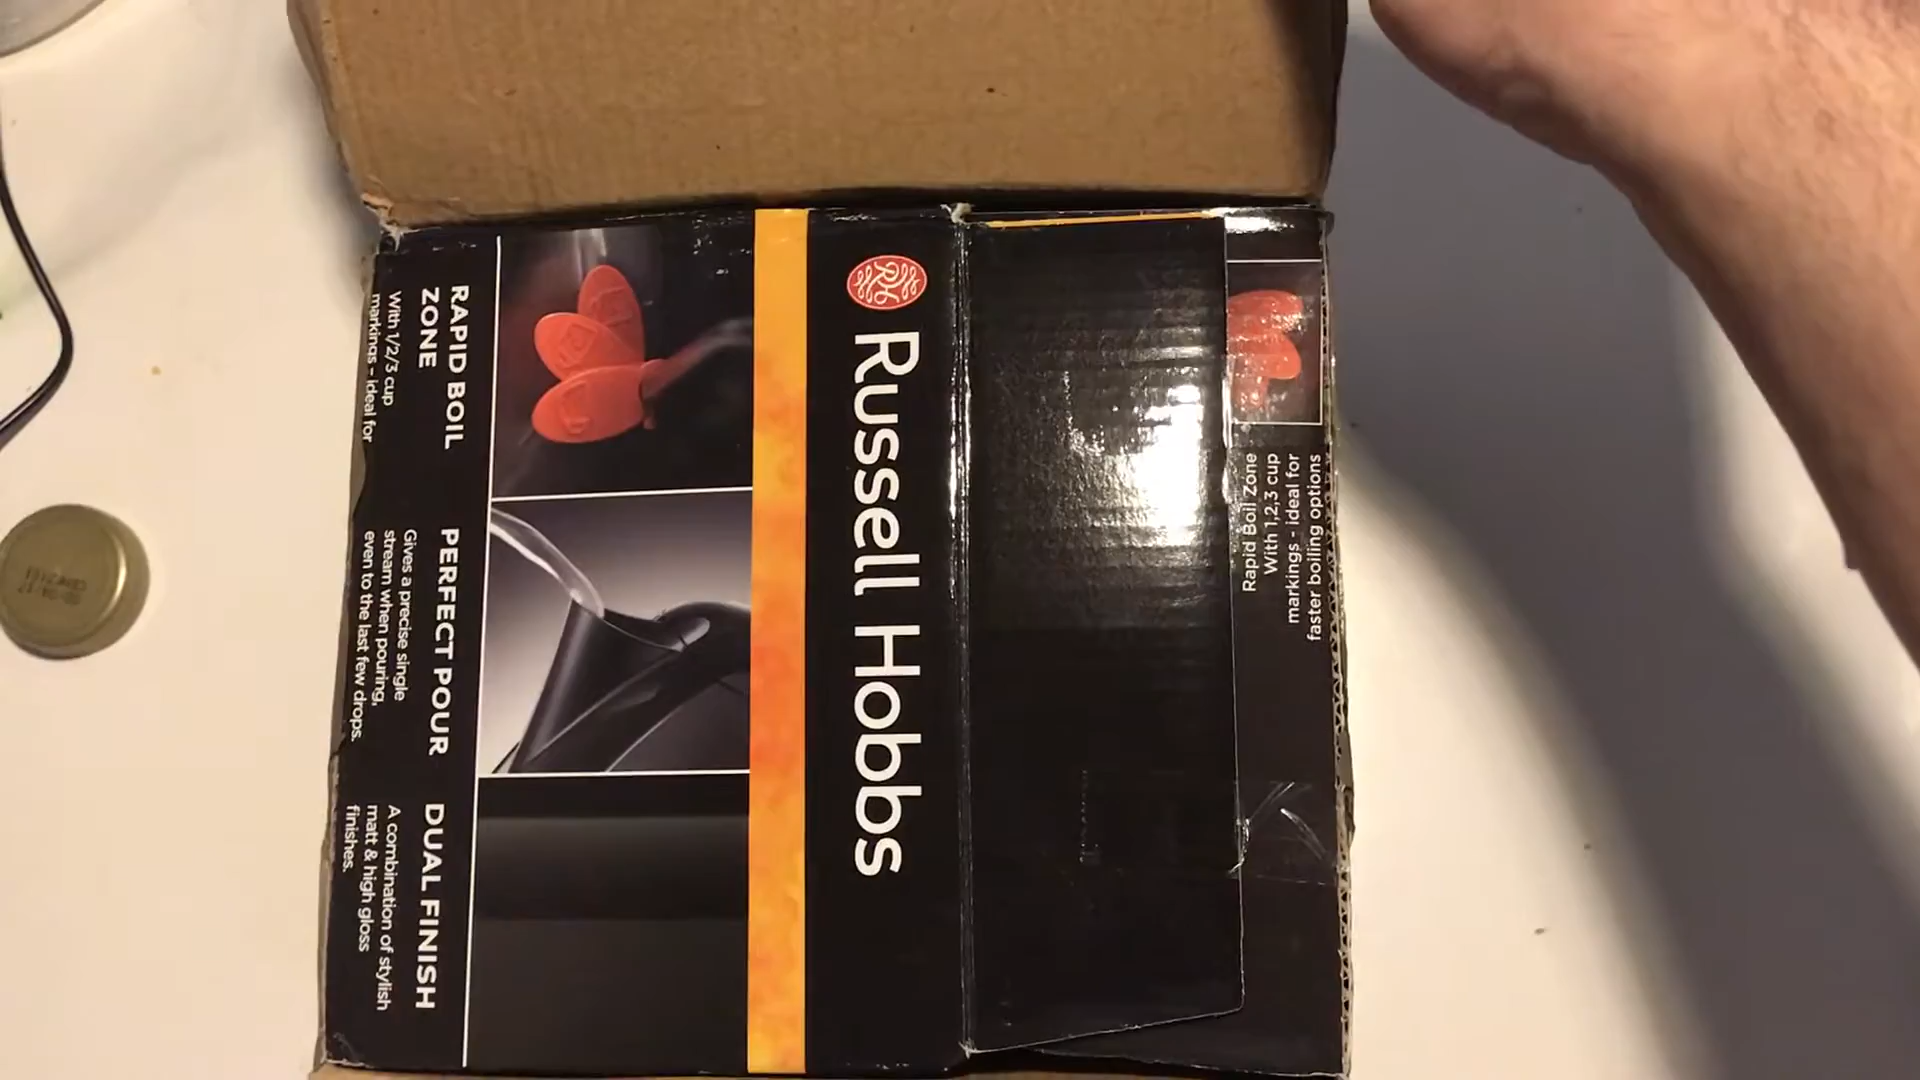 RAPID BOIL
ZONE
With 1/2/3 cup
markings - ideal for
PERFECT POUR
Gives a precise single
stream when pouring,
even to the last few drops.
DUAL FINISH
A combination of stylish
matt & high gloss
finishes.
RH
Russell Hobbs
Rapid Boil Zone
With 1,2,3 cup
markings - ideal for
faster boiling options